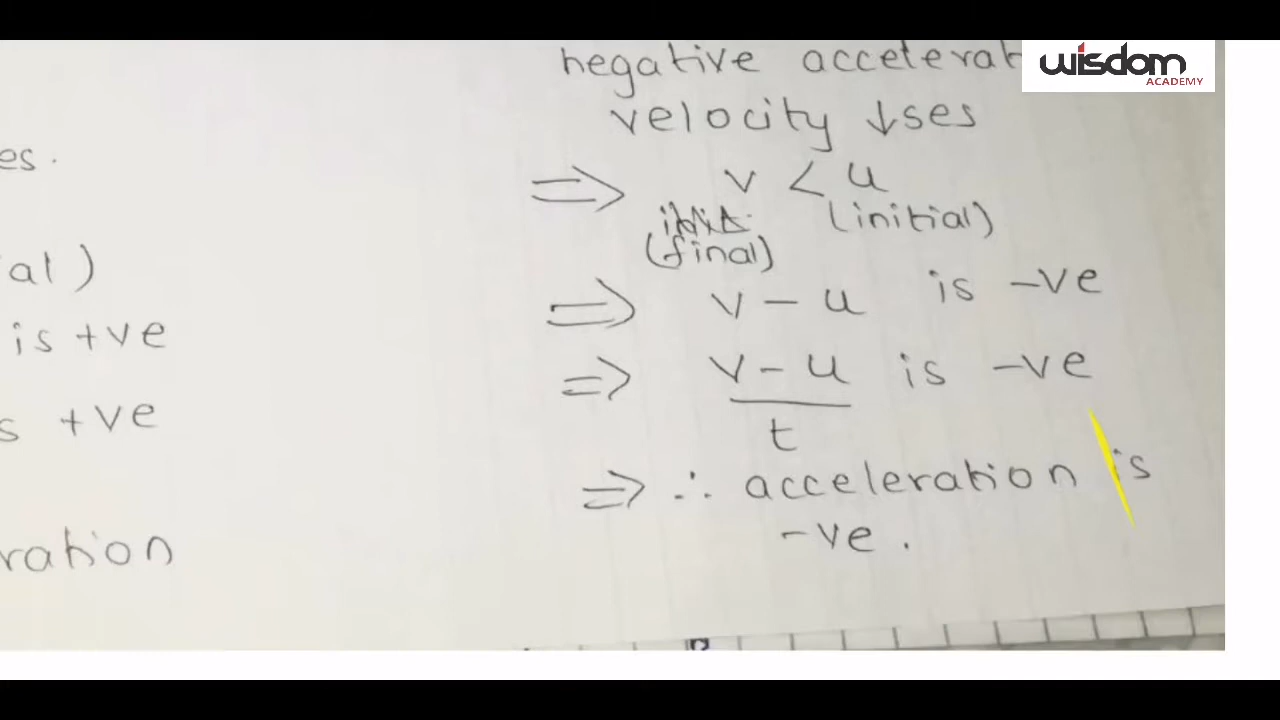 wisdom
ACADEMY
es.
al)
is +ve
s +ve
ration
negative accelerat
velocity ↓ses
⇒ v < u
(initial)
(final)
⇒ v - u is -ve
⇒ v - u is -ve
t
⇒ ∴ acceleration is
-ve.